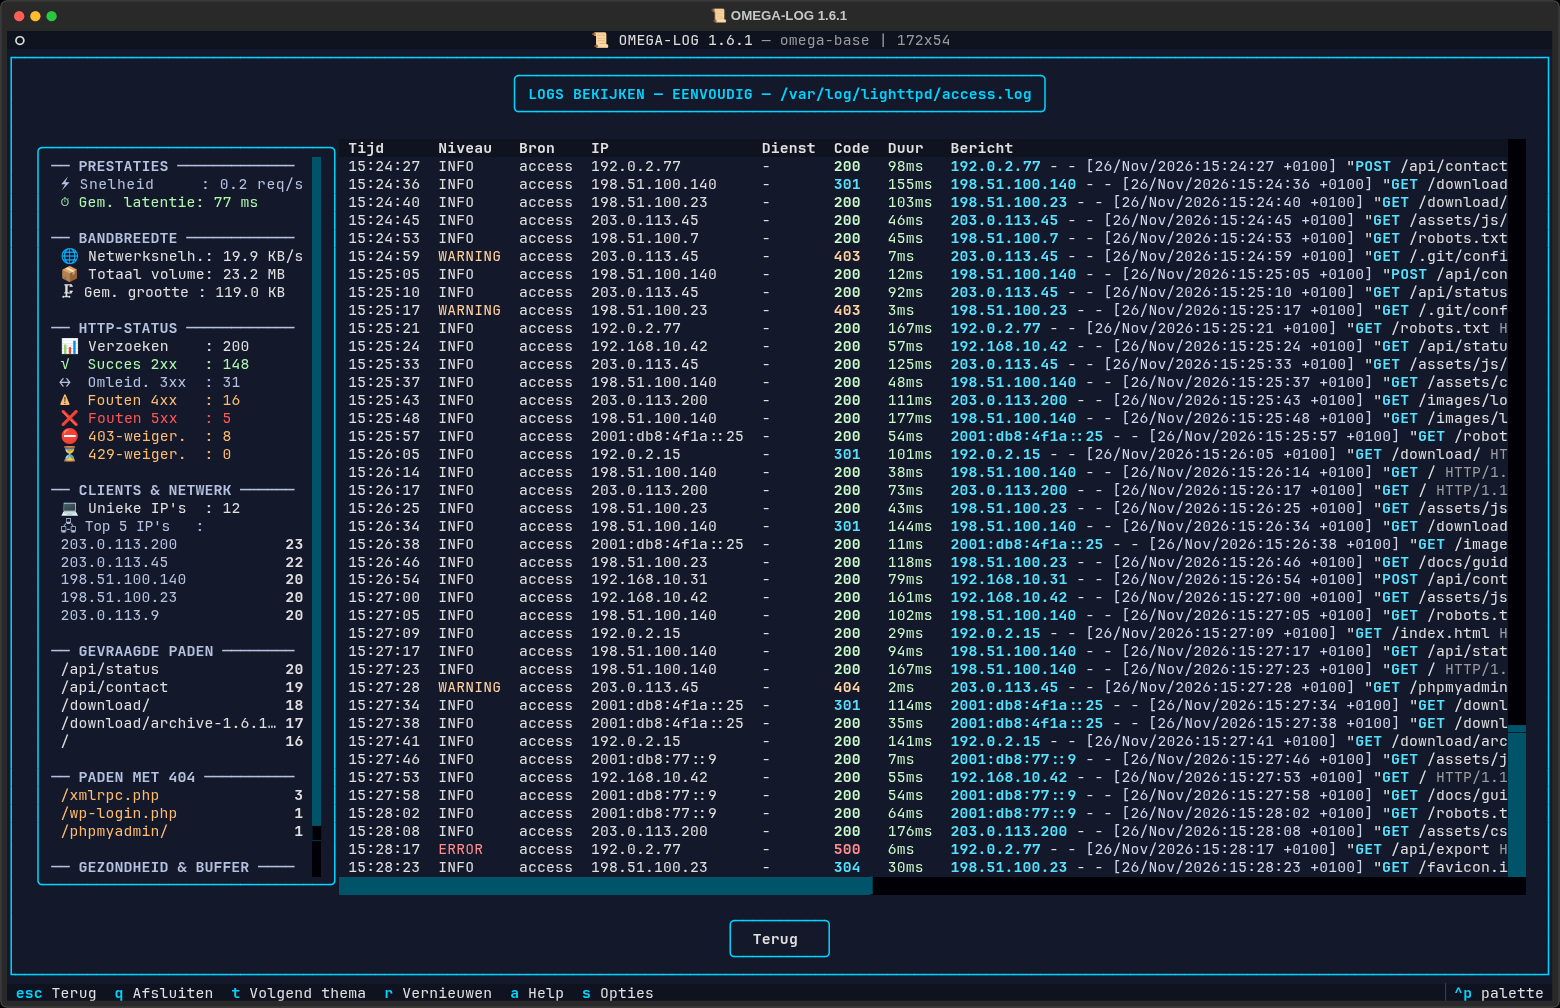 📜 OMEGA-LOG 1.6.1
📜 OMEGA-LOG 1.6.1 — omega-base | 172x54
LOGS BEKIJKEN — EENVOUDIG — /var/log/lighttpd/access.log
── PRESTATIES ─────────────
⚡ Snelheid : 0.2 req/s
⏱ Gem. latentie: 77 ms
── BANDBREEDTE ────────────
🌐 Netwerksnelh.: 19.9 KB/s
📦 Totaal volume: 23.2 MB
🗜 Gem. grootte : 119.0 KB
── HTTP-STATUS ────────────
📊 Verzoeken : 200
√ Succes 2xx : 148
↔ Omleid. 3xx : 31
⚠ Fouten 4xx : 16
❌ Fouten 5xx : 5
⛔ 403-weiger. : 8
⏳ 429-weiger. : 0
── CLIENTS & NETWERK ──────
💻 Unieke IP's : 12
🖧 Top 5 IP's :
203.0.113.200 23
203.0.113.45 22
198.51.100.140 20
198.51.100.23 20
203.0.113.9 20
── GEVRAAGDE PADEN ────────
/api/status 20
/api/contact 19
/download/ 18
/download/archive-1.6.1… 17
/ 16
── PADEN MET 404 ──────────
/xmlrpc.php 3
/wp-login.php 1
/phpmyadmin/ 1
── GEZONDHEID & BUFFER ────
Tijd Niveau Bron IP Dienst Code Duur Bericht
15:24:27 INFO access 192.0.2.77 - 200 98ms 192.0.2.77 - - [26/Nov/2026:15:24:27 +0100] "POST /api/contact
15:24:36 INFO access 198.51.100.140 - 301 155ms 198.51.100.140 - - [26/Nov/2026:15:24:36 +0100] "GET /download
15:24:40 INFO access 198.51.100.23 - 200 103ms 198.51.100.23 - - [26/Nov/2026:15:24:40 +0100] "GET /download/
15:24:45 INFO access 203.0.113.45 - 200 46ms 203.0.113.45 - - [26/Nov/2026:15:24:45 +0100] "GET /assets/js/
15:24:53 INFO access 198.51.100.7 - 200 45ms 198.51.100.7 - - [26/Nov/2026:15:24:53 +0100] "GET /robots.txt
15:24:59 WARNING access 203.0.113.45 - 403 7ms 203.0.113.45 - - [26/Nov/2026:15:24:59 +0100] "GET /.git/confi
15:25:05 INFO access 198.51.100.140 - 200 12ms 198.51.100.140 - - [26/Nov/2026:15:25:05 +0100] "POST /api/con
15:25:10 INFO access 203.0.113.45 - 200 92ms 203.0.113.45 - - [26/Nov/2026:15:25:10 +0100] "GET /api/status
15:25:17 WARNING access 198.51.100.23 - 403 3ms 198.51.100.23 - - [26/Nov/2026:15:25:17 +0100] "GET /.git/conf
15:25:21 INFO access 192.0.2.77 - 200 167ms 192.0.2.77 - - [26/Nov/2026:15:25:21 +0100] "GET /robots.txt H
15:25:24 INFO access 192.168.10.42 - 200 57ms 192.168.10.42 - - [26/Nov/2026:15:25:24 +0100] "GET /api/statu
15:25:33 INFO access 203.0.113.45 - 200 125ms 203.0.113.45 - - [26/Nov/2026:15:25:33 +0100] "GET /assets/js/
15:25:37 INFO access 198.51.100.140 - 200 48ms 198.51.100.140 - - [26/Nov/2026:15:25:37 +0100] "GET /assets/c
15:25:43 INFO access 203.0.113.200 - 200 111ms 203.0.113.200 - - [26/Nov/2026:15:25:43 +0100] "GET /images/lo
15:25:48 INFO access 198.51.100.140 - 200 177ms 198.51.100.140 - - [26/Nov/2026:15:25:48 +0100] "GET /images/l
15:25:57 INFO access 2001:db8:4f1a::25 - 200 54ms 2001:db8:4f1a::25 - - [26/Nov/2026:15:25:57 +0100] "GET /robot
15:26:05 INFO access 192.0.2.15 - 301 101ms 192.0.2.15 - - [26/Nov/2026:15:26:05 +0100] "GET /download/ HT
15:26:14 INFO access 198.51.100.140 - 200 38ms 198.51.100.140 - - [26/Nov/2026:15:26:14 +0100] "GET / HTTP/1.
15:26:17 INFO access 203.0.113.200 - 200 73ms 203.0.113.200 - - [26/Nov/2026:15:26:17 +0100] "GET / HTTP/1.1
15:26:25 INFO access 198.51.100.23 - 200 43ms 198.51.100.23 - - [26/Nov/2026:15:26:25 +0100] "GET /assets/js
15:26:34 INFO access 198.51.100.140 - 301 144ms 198.51.100.140 - - [26/Nov/2026:15:26:34 +0100] "GET /download
15:26:38 INFO access 2001:db8:4f1a::25 - 200 11ms 2001:db8:4f1a::25 - - [26/Nov/2026:15:26:38 +0100] "GET /image
15:26:46 INFO access 198.51.100.23 - 200 118ms 198.51.100.23 - - [26/Nov/2026:15:26:46 +0100] "GET /docs/guid
15:26:54 INFO access 192.168.10.31 - 200 79ms 192.168.10.31 - - [26/Nov/2026:15:26:54 +0100] "POST /api/cont
15:27:00 INFO access 192.168.10.42 - 200 161ms 192.168.10.42 - - [26/Nov/2026:15:27:00 +0100] "GET /assets/js
15:27:05 INFO access 198.51.100.140 - 200 102ms 198.51.100.140 - - [26/Nov/2026:15:27:05 +0100] "GET /robots.t
15:27:09 INFO access 192.0.2.15 - 200 29ms 192.0.2.15 - - [26/Nov/2026:15:27:09 +0100] "GET /index.html H
15:27:17 INFO access 198.51.100.140 - 200 94ms 198.51.100.140 - - [26/Nov/2026:15:27:17 +0100] "GET /api/stat
15:27:23 INFO access 198.51.100.140 - 200 167ms 198.51.100.140 - - [26/Nov/2026:15:27:23 +0100] "GET / HTTP/1.
15:27:28 WARNING access 203.0.113.45 - 404 2ms 203.0.113.45 - - [26/Nov/2026:15:27:28 +0100] "GET /phpmyadmin
15:27:34 INFO access 2001:db8:4f1a::25 - 301 114ms 2001:db8:4f1a::25 - - [26/Nov/2026:15:27:34 +0100] "GET /downl
15:27:38 INFO access 2001:db8:4f1a::25 - 200 35ms 2001:db8:4f1a::25 - - [26/Nov/2026:15:27:38 +0100] "GET /downl
15:27:41 INFO access 192.0.2.15 - 200 141ms 192.0.2.15 - - [26/Nov/2026:15:27:41 +0100] "GET /download/arc
15:27:46 INFO access 2001:db8:77::9 - 200 7ms 2001:db8:77::9 - - [26/Nov/2026:15:27:46 +0100] "GET /assets/j
15:27:53 INFO access 192.168.10.42 - 200 55ms 192.168.10.42 - - [26/Nov/2026:15:27:53 +0100] "GET / HTTP/1.1
15:27:58 INFO access 2001:db8:77::9 - 200 54ms 2001:db8:77::9 - - [26/Nov/2026:15:27:58 +0100] "GET /docs/gui
15:28:02 INFO access 2001:db8:77::9 - 200 64ms 2001:db8:77::9 - - [26/Nov/2026:15:28:02 +0100] "GET /robots.t
15:28:08 INFO access 203.0.113.200 - 200 176ms 203.0.113.200 - - [26/Nov/2026:15:28:08 +0100] "GET /assets/cs
15:28:17 ERROR access 192.0.2.77 - 500 6ms 192.0.2.77 - - [26/Nov/2026:15:28:17 +0100] "GET /api/export H
15:28:23 INFO access 198.51.100.23 - 304 30ms 198.51.100.23 - - [26/Nov/2026:15:28:23 +0100] "GET /favicon.i
Terug
esc Terug q Afsluiten t Volgend thema r Vernieuwen a Help s Opties ^p palette